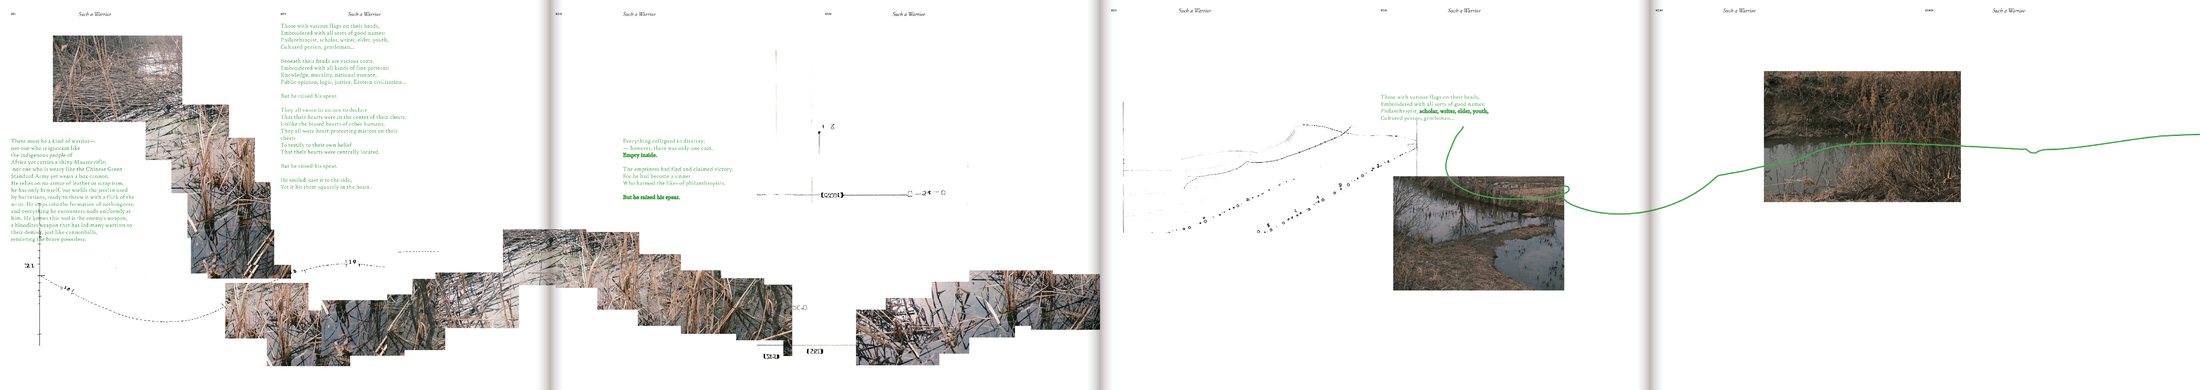 Such a Warrior
Such a Warrior
Such a Warrior
Such a Warrior
Such a Warrior
Such a Warrior
Such a Warrior
Such a Warrior
There must be a kind of warrior—
not one who is ignorant like
the indigenous people of
Africa yet carries a shiny Mauser rifle;
nor one who is weary like the Chinese Green
Standard Army yet wears a box cannon.
He relies on no armor of leather or scrap iron;
he has only himself, but wields the javelin used
by barbarians, ready to throw it with a flick of the
wrist. He steps into the formation of nothingness,
and everything he encounters nods uniformly at
him. He knows this nod is the enemy's weapon,
a bloodless weapon that has led many warriors to
their demise, just like cannonballs,
rendering the brave powerless.
Those with various flags on their heads,
Embroidered with all sorts of good names:
Philanthropist, scholar, writer, elder, youth,
Cultured person, gentleman...
Beneath their heads are various coats,
Embroidered with all kinds of fine patterns:
Knowledge, morality, national essence,
Public opinion, logic, justice, Eastern civilization...
But he raised his spear.
They all swore in unison to declare
That their hearts were in the center of their chests,
Unlike the biased hearts of other humans.
They all wore heart-protecting mirrors on their
chests
To testify to their own belief
That their hearts were centrally located.
But he raised his spear.
He smiled, cast it to the side,
Yet it hit them squarily in the heart.
Everything collapsed in disarray;
— however, there was only one coat,
Empty inside.
The emptiness had fled and claimed victory,
For he had become a sinner
Who harmed the likes of philanthropists.
But he raised his spear.
Those with various flags on their heads,
Embroidered with all sorts of good names:
Philanthropist, scholar, writer, elder, youth,
Cultured person, gentleman...